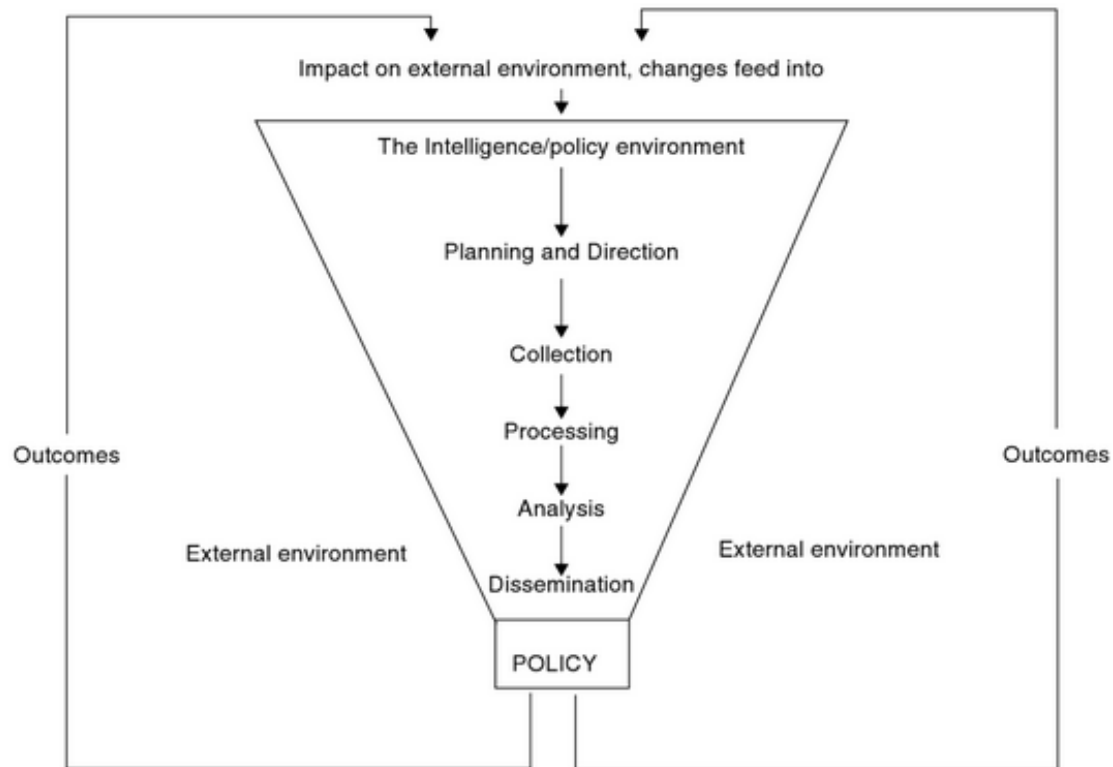 Impact on external environment, changes feed into
The Intelligence/policy environment
Planning and Direction
Collection
Processing
Outcomes
Outcomes
Analysis
External environment
External environment
Dissemination
POLICY